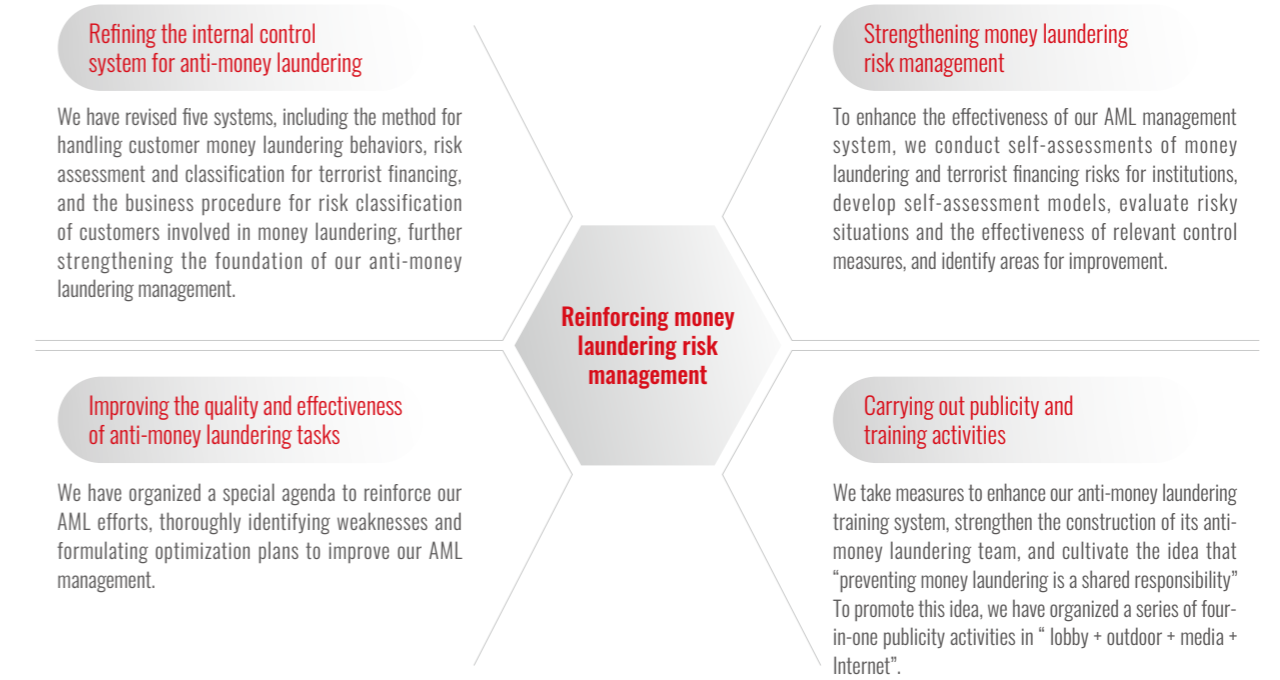 Refining the internal control
system for anti-money laundering
We have revised five systems, including the method for
handling customer money laundering behaviors, risk
assessment and classification for terrorist financing,
and the business procedure for risk classification
of customers involved in money laundering, further
strengthening the foundation of our anti-money
laundering management.
Strengthening money laundering
risk management
To enhance the effectiveness of our AML management
system, we conduct self-assessments of money
laundering and terrorist financing risks for institutions,
develop self-assessment models, evaluate risky
situations and the effectiveness of relevant control
measures, and identify areas for improvement.
Reinforcing money
laundering risk
management
Improving the quality and effectiveness
of anti-money laundering tasks
We have organized a special agenda to reinforce our
AML efforts, thoroughly identifying weaknesses and
formulating optimization plans to improve our AML
management.
Carrying out publicity and
training activities
We take measures to enhance our anti-money laundering
training system, strengthen the construction of its anti-
money laundering team, and cultivate the idea that
“preventing money laundering is a shared responsibility”
To promote this idea, we have organized a series of four-
in-one publicity activities in “ lobby + outdoor + media +
Internet”.